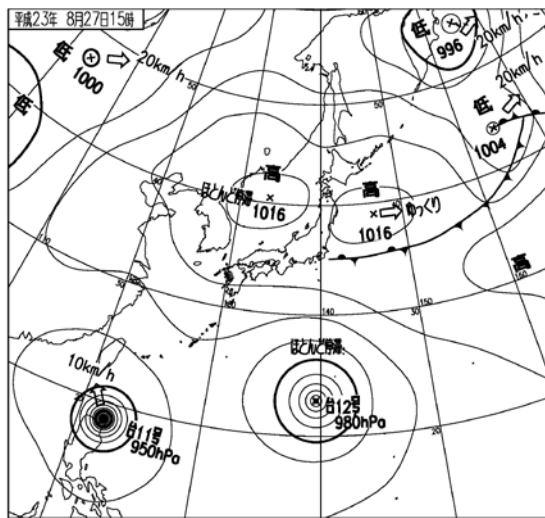 平成23年 8月27日15時
低
1000
20km/h
低
低
996
20km/h
低
1004
20km/h
高
ほとんど停滞
1016
高
ゆっくり
1016
高
50
50
40
30
30
140
150
150
20
10km/h
台11号
950hPa
ほとんど停滞
台12号
980hPa